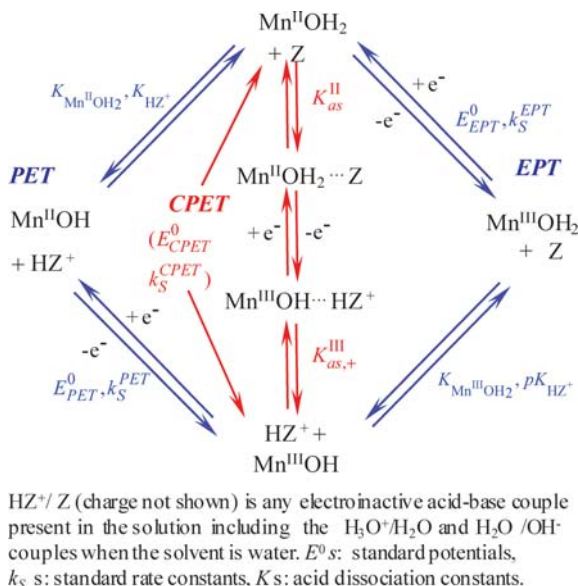 Mn^II OH2
+ Z
K_Mn^II OH2, K_HZ+
K_as^II
+ e-
-e-
E^0_EPT, k_S^EPT
PET
Mn^II OH2 ··· Z
EPT
Mn^II OH
+ HZ+
CPET
(E^0_CPET
k_S^CPET)
+ e-
-e-
Mn^III OH2
+ Z
Mn^III OH ··· HZ+
+ e-
-e-
E^0_PET, k_S^PET
K_as,+^III
K_Mn^III OH2, pK_HZ+
HZ+ +
Mn^III OH
HZ+/ Z (charge not shown) is any electroinactive acid-base couple
present in the solution including the H3O+/H2O and H2O /OH-
couples when the solvent is water. E^0 s: standard potentials,
k_S s: standard rate constants, K s: acid dissociation constants.